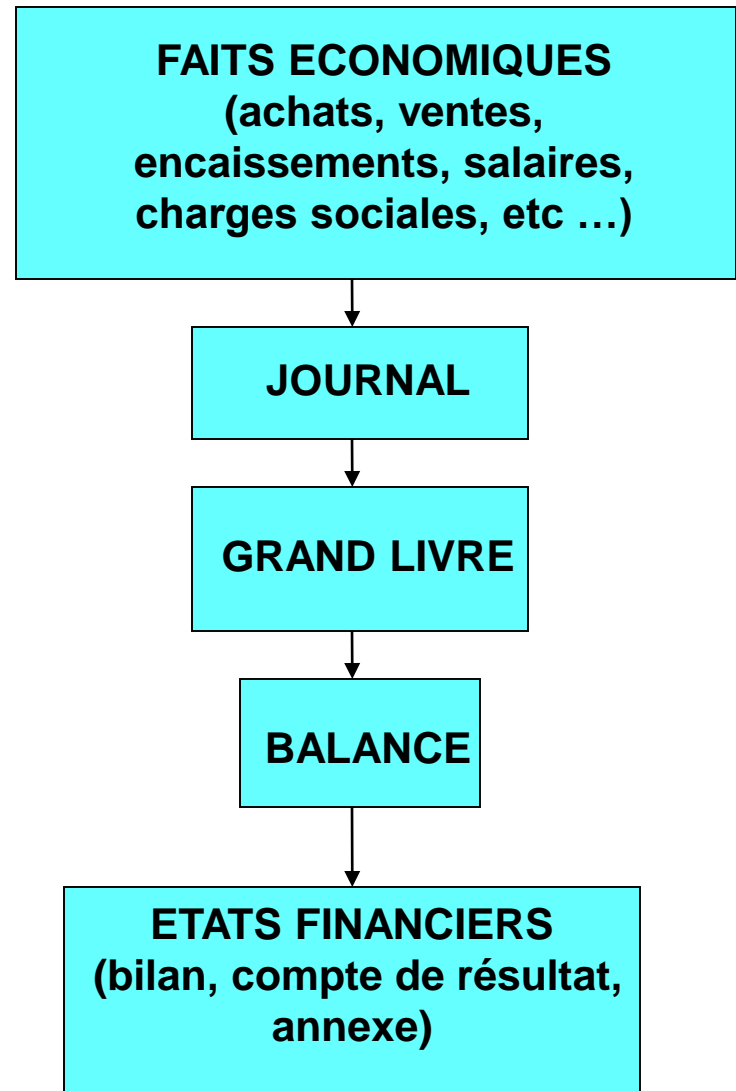 FAITS ECONOMIQUES
(achats, ventes,
encaissements, salaires,
charges sociales, etc …)
JOURNAL
GRAND LIVRE
BALANCE
ETATS FINANCIERS
(bilan, compte de résultat,
annexe)